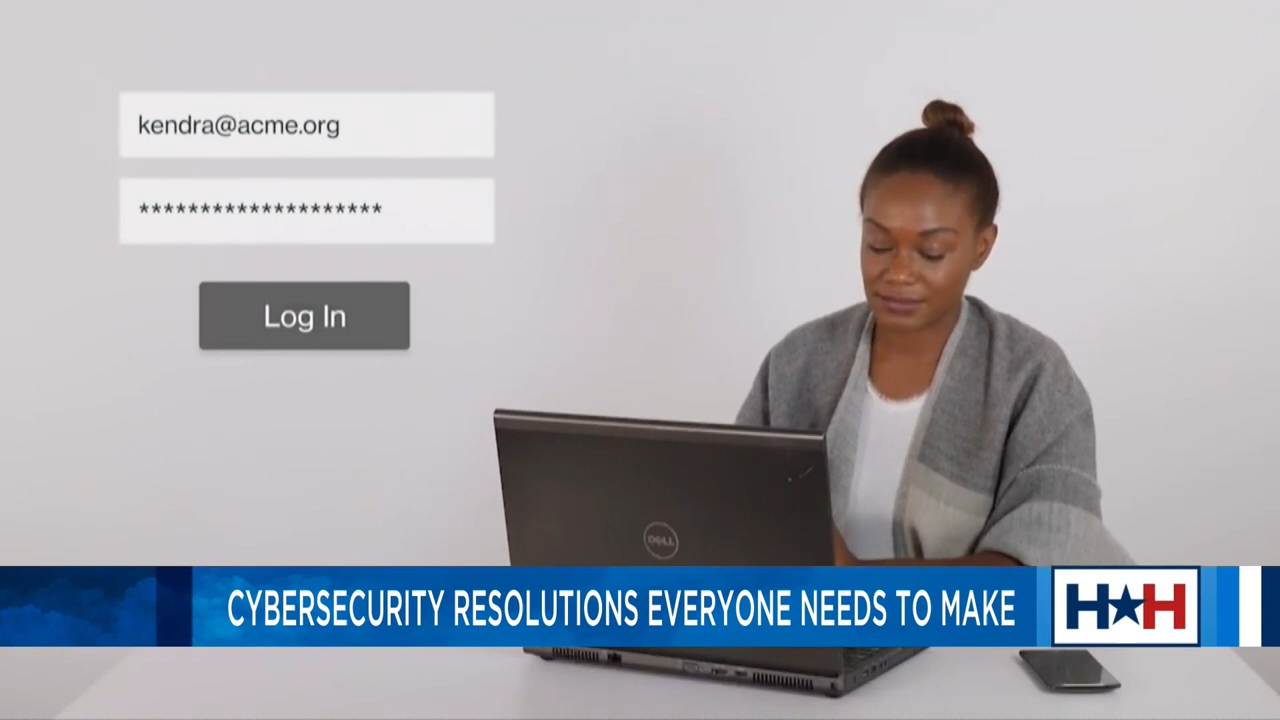 kendra@acme.org
********************
Log In
DELL
CYBERSECURITY RESOLUTIONS EVERYONE NEEDS TO MAKE
H★H